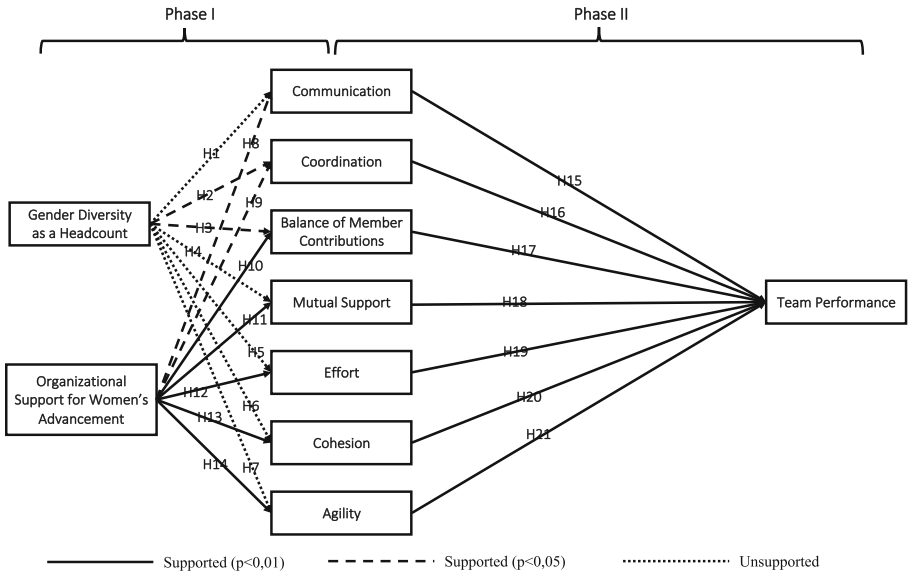 Phase I
Phase II
Communication
Coordination
Balance of Member
Contributions
Mutual Support
Effort
Cohesion
Agility
Gender Diversity
as a Headcount
Organizational
Support for Women's
Advancement
Team Performance
H1
H2
H3
H4
H5
H6
H7
H8
H9
H10
H11
H12
H13
H14
H15
H16
H17
H18
H19
H20
H21
Supported (p<0,01)
Supported (p<0,05)
Unsupported